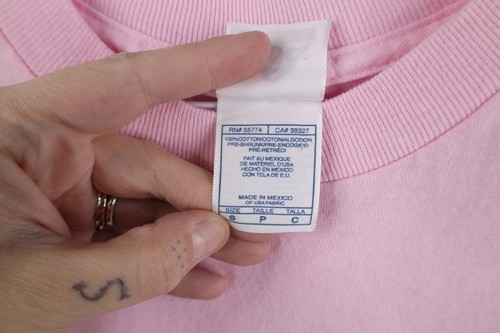 RN# 55774 CA# 38327
100%COTTON/COTON/ALGODON
PRE-SHRUNK/PRE-ENCOGIDO
PRÉ-RÉTRÉCI
FAIT AU MEXIQUE
DE MATÉRIEL D'USA
HECHO EN MEXICO
CON TELA DE E.U.
MADE IN MEXICO
OF USA FABRIC
SIZE TAILLE TALLA
S P C
S